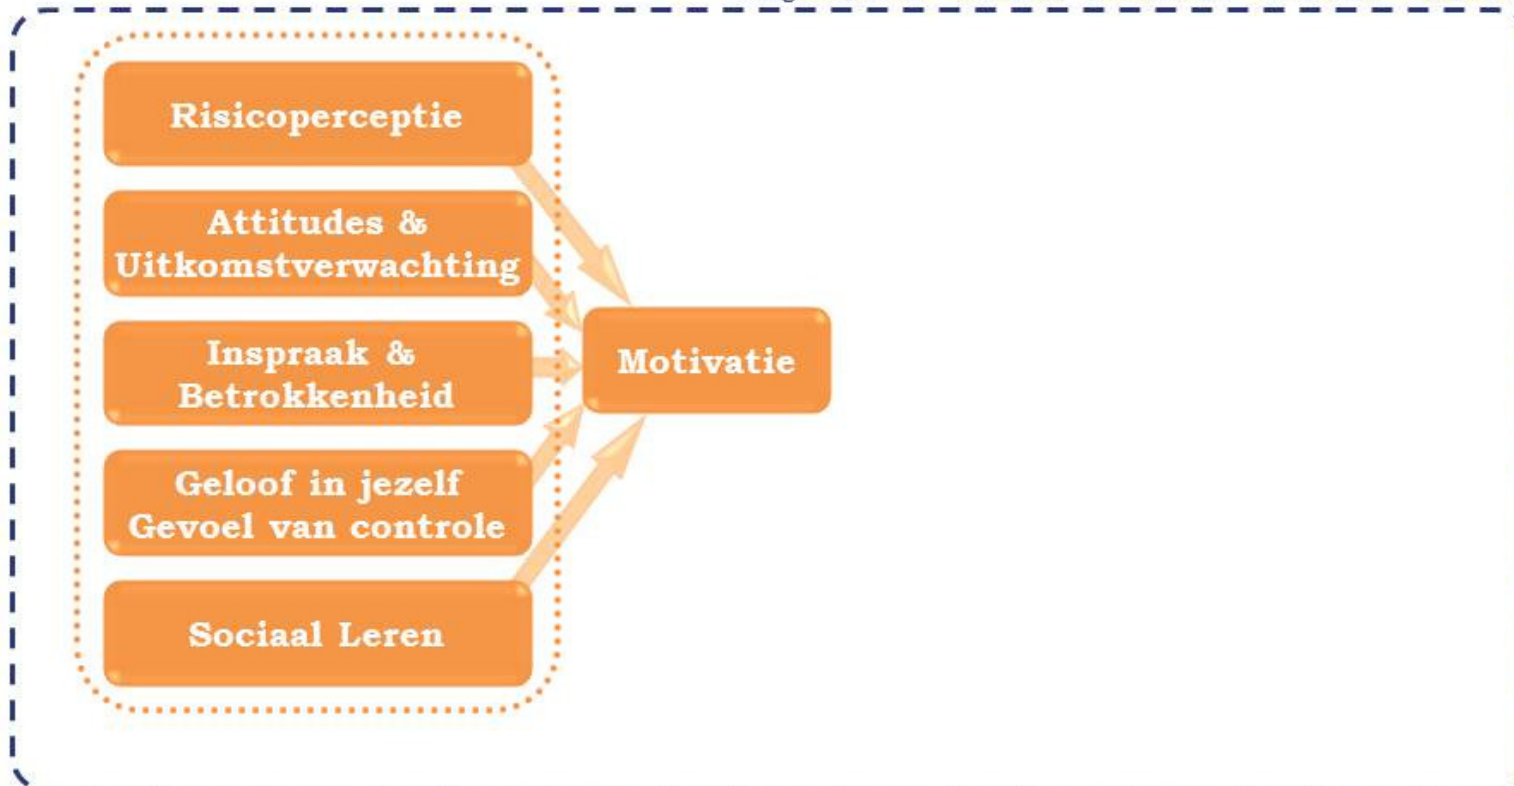 Risicoperceptie
Attitudes &
Uitkomstverwachting
Inspraak &
Betrokkenheid
Motivatie
Geloof in jezelf
Gevoel van controle
Sociaal Leren